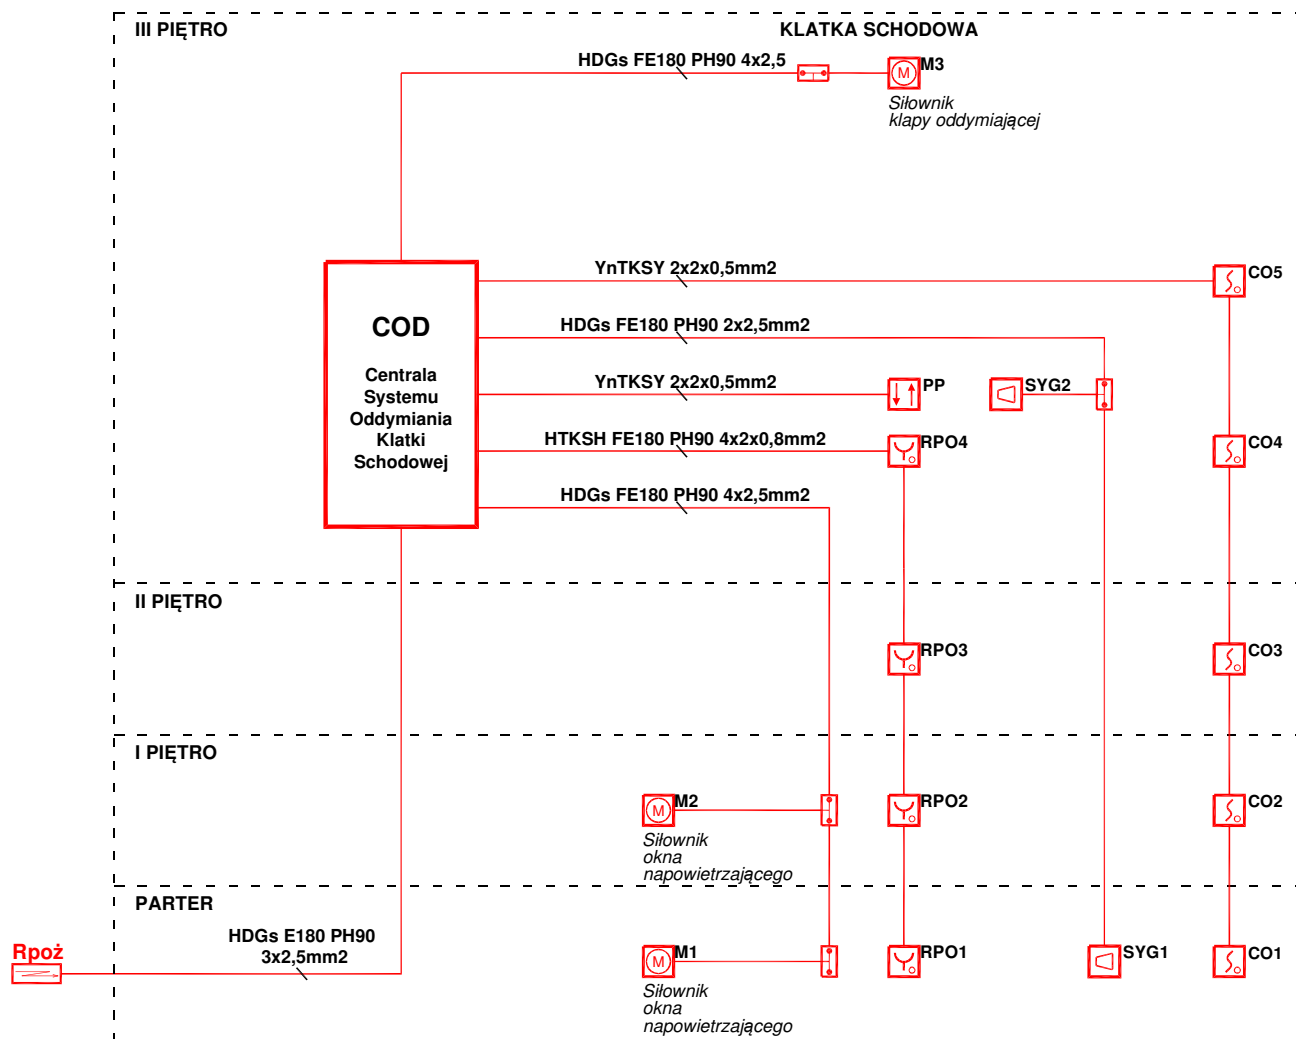 III PIĘTRO
KLATKA SCHODOWA
HDGs FE180 PH90 4x2,5
M
M3
Siłownik
klapy oddymiającej
YnTKSY 2x2x0,5mm2
CO5
COD
Centrala
Systemu
Oddymiania
Klatki
Schodowej
HDGs FE180 PH90 2x2,5mm2
YnTKSY 2x2x0,5mm2
PP
SYG2
HTKSH FE180 PH90 4x2x0,8mm2
RPO4
CO4
HDGs FE180 PH90 4x2,5mm2
II PIĘTRO
RPO3
CO3
I PIĘTRO
M
M2
RPO2
CO2
Siłownik
okna
napowietrzającego
PARTER
Rpoż
HDGs E180 PH90
3x2,5mm2
M
M1
RPO1
SYG1
CO1
Siłownik
okna
napowietrzającego